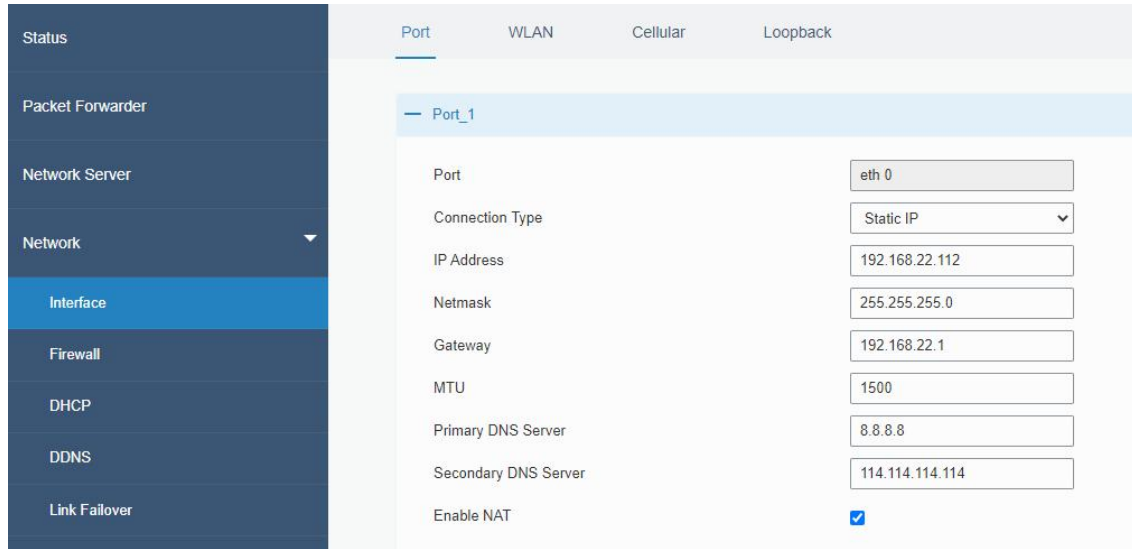 Status
Packet Forwarder
Network Server
Network
Interface
Firewall
DHCP
DDNS
Link Failover
Port WLAN Cellular Loopback
Port_1
Port eth 0
Connection Type Static IP
IP Address 192.168.22.112
Netmask 255.255.255.0
Gateway 192.168.22.1
MTU 1500
Primary DNS Server 8.8.8.8
Secondary DNS Server 114.114.114.114
Enable NAT